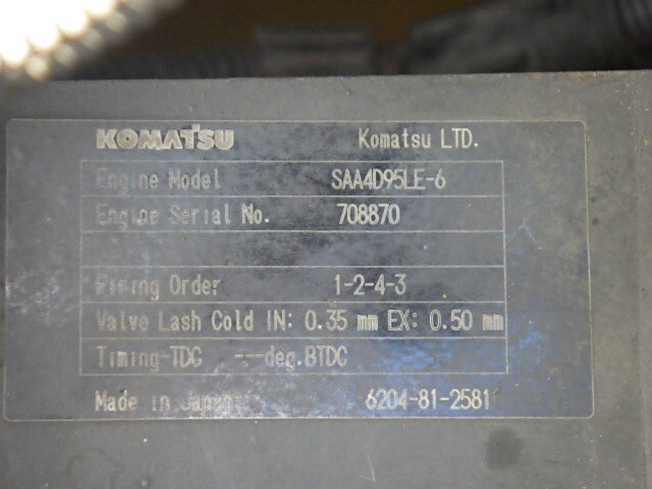 KOMATSU Komatsu LTD.
Engine Model SAA4D95LE-6
Engine Serial No. 708870
Firing Order 1-2-4-3
Valve Lash Cold IN: 0.35 mm EX: 0.50 mm
Timing-TDC ---deg.BTDC
Made in Japan 6204-81-2581